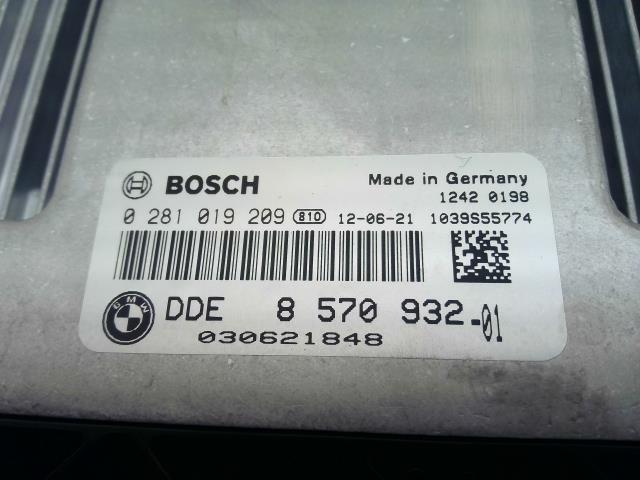 BOSCH
Made in Germany
1242 0198
0 281 019 209 810 12-06-21 1039S55774
BMW DDE 8 570 932-01
030621848